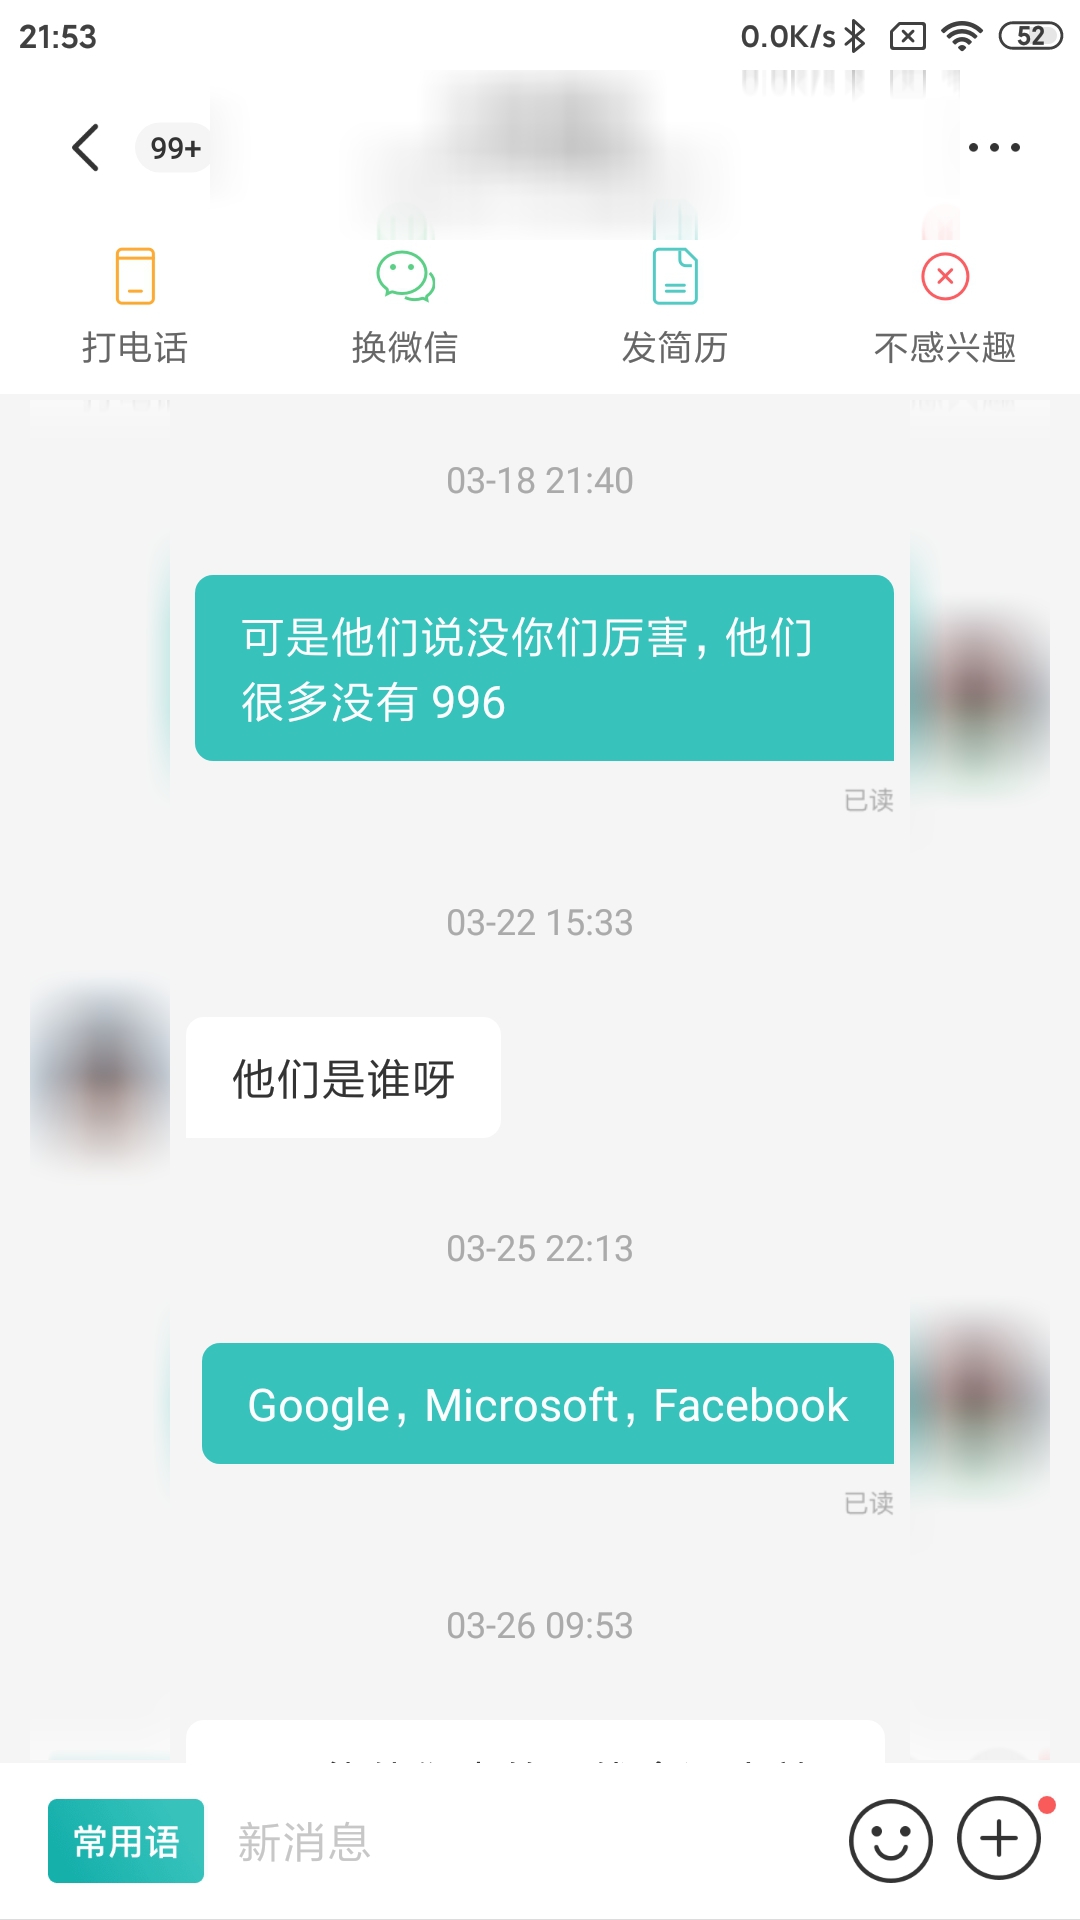 21:53
0.0K/s
52
99+
打电话
换微信
发简历
不感兴趣
03-18 21:40
可是他们说没你们厉害，他们
很多没有 996
已读
03-22 15:33
他们是谁呀
03-25 22:13
Google，Microsoft，Facebook
已读
03-26 09:53
常用语
新消息